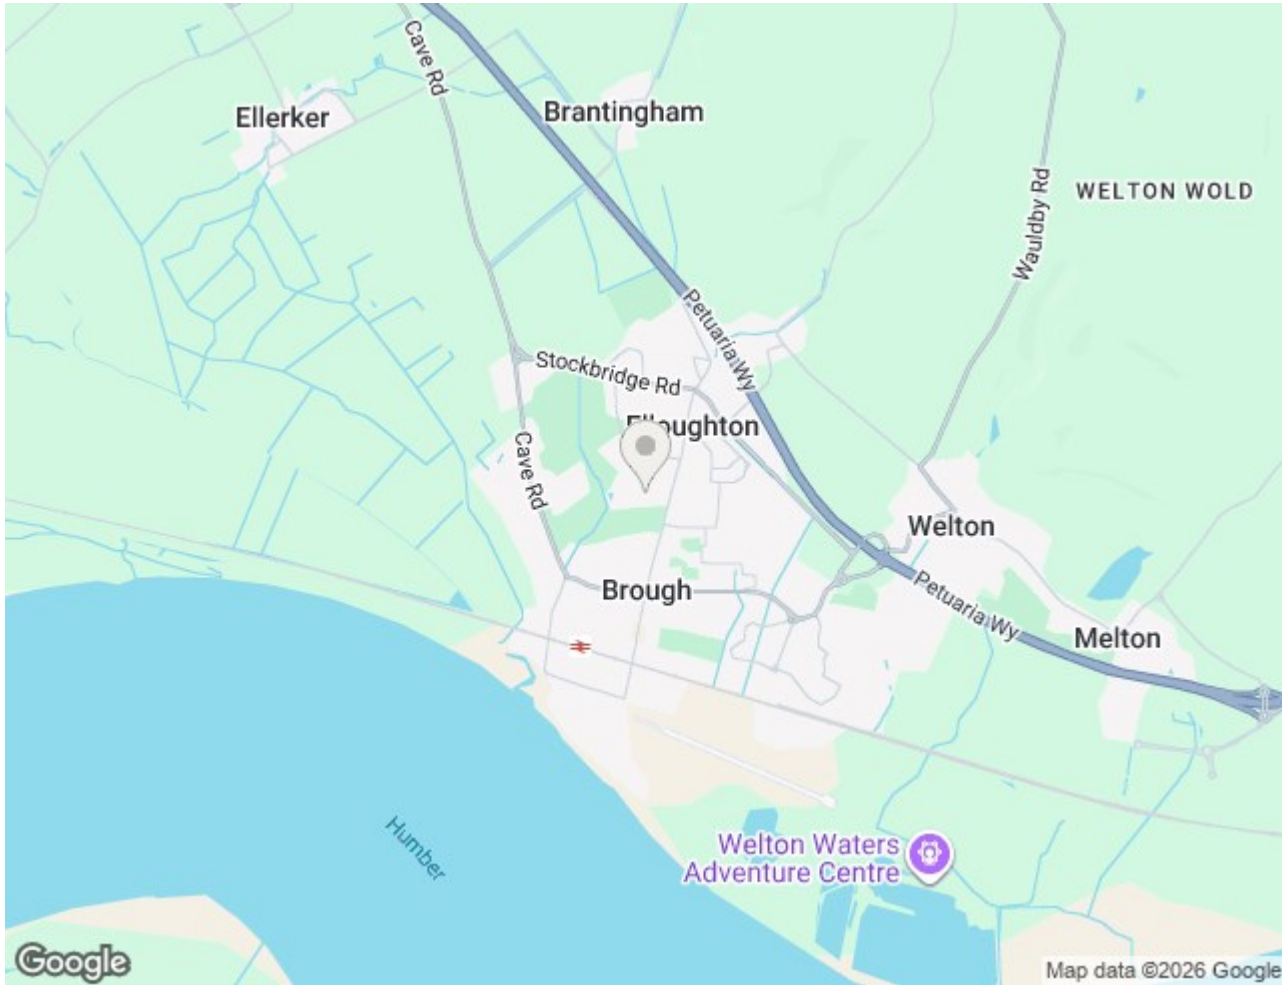 Cave Rd
Ellerker
Brantingham
WELTON WOLD
Wauldby Rd
Petuaria Wy
Stockbridge Rd
Elloughton
Cave Rd
Welton
Brough
Petuaria Wy
Melton
Humber
Welton Waters
Adventure Centre
Google
Map data ©2026 Google